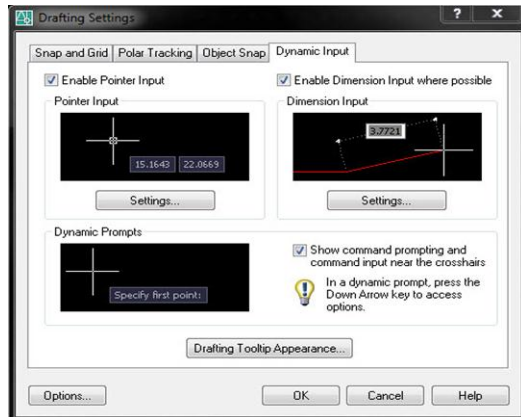 Drafting Settings
Snap and Grid Polar Tracking Object Snap Dynamic Input
Enable Pointer Input
Enable Dimension Input where possible
Pointer Input
15.1643 22.0669
Settings...
Dimension Input
3.7721
Settings...
Dynamic Prompts
Specify first point:
Show command prompting and
command input near the crosshairs
In a dynamic prompt, press the
Down Arrow key to access
options.
Drafting Tooltip Appearance...
Options...
OK Cancel Help